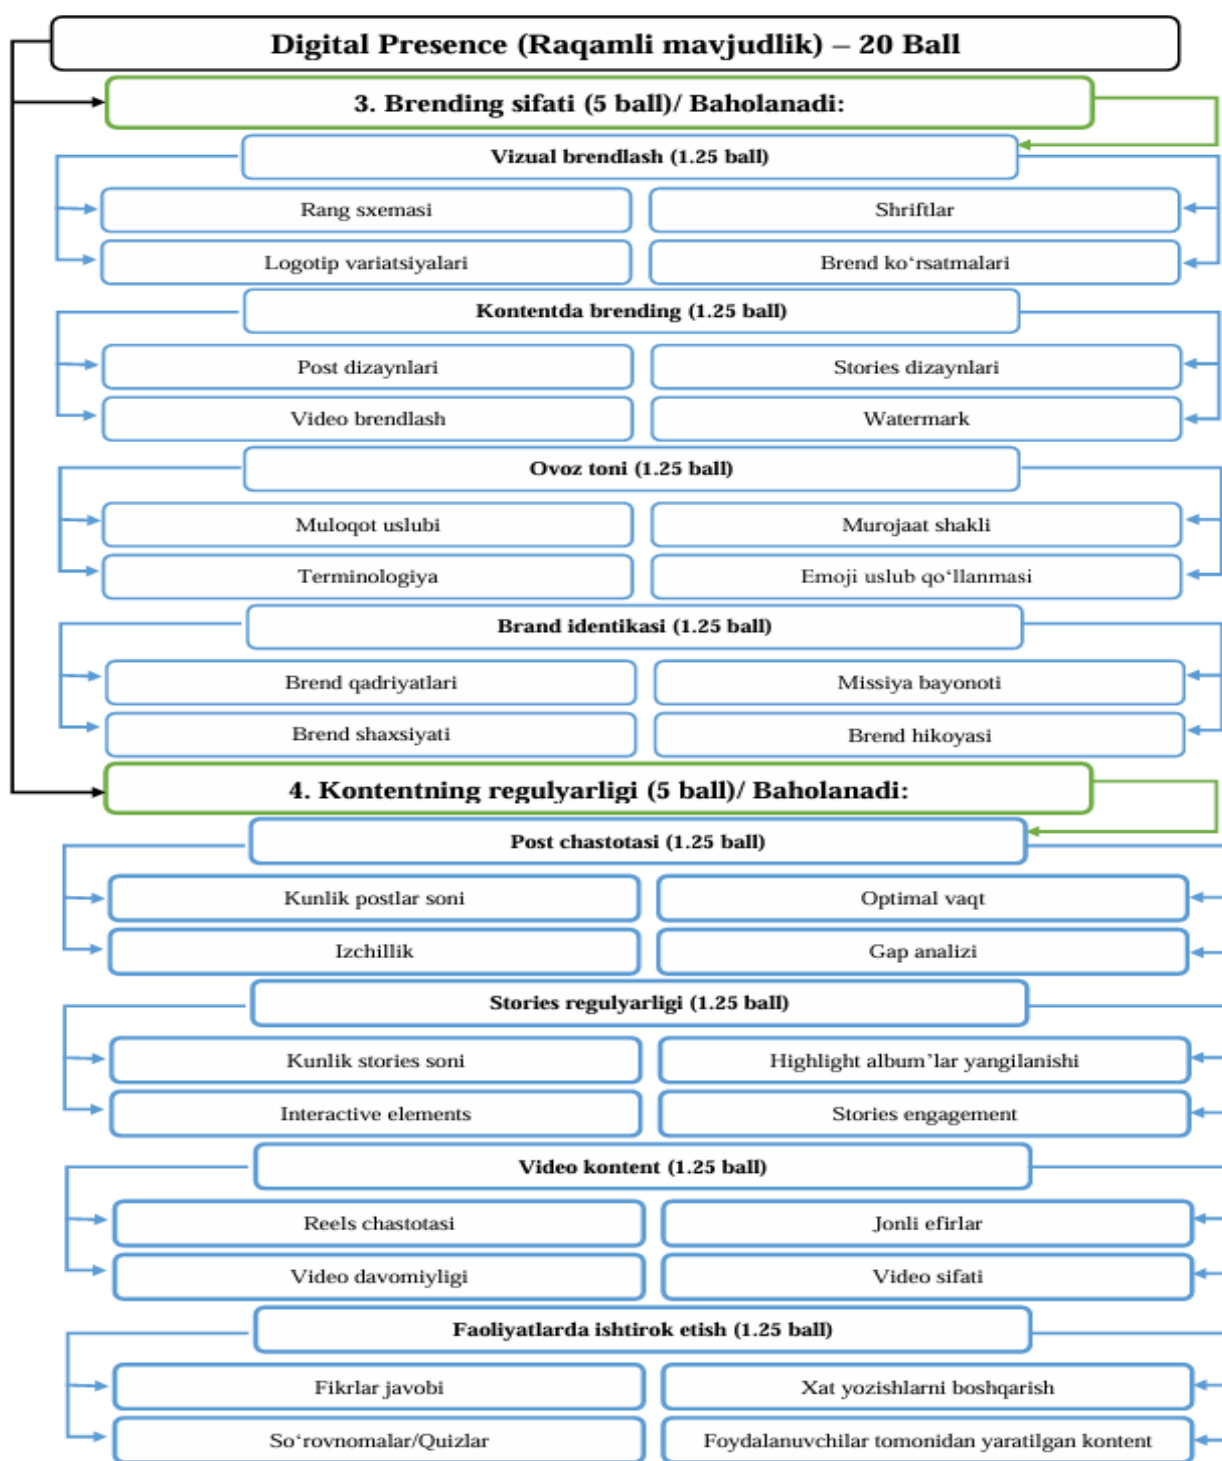 Digital Presence (Raqamli mavjudlik) – 20 Ball
3. Brending sifati (5 ball)/ Baholanadi:
Vizual brendlash (1.25 ball)
Rang sxemasi
Shriftlar
Logotip variatsiyalari
Brend ko‘rsatmalari
Kontentda brending (1.25 ball)
Post dizaynlari
Stories dizaynlari
Video brendlash
Watermark
Ovoz toni (1.25 ball)
Muloqot uslubi
Murojaat shakli
Terminologiya
Emoji uslub qo‘llanmasi
Brand identikasi (1.25 ball)
Brend qadriyatlari
Missiya bayonoti
Brend shaxsiyati
Brend hikoyasi
4. Kontentning regulyarligi (5 ball)/ Baholanadi:
Post chastotasi (1.25 ball)
Kunlik postlar soni
Optimal vaqt
Izchillik
Gap analizi
Stories regulyarligi (1.25 ball)
Kunlik stories soni
Highlight album’lar yangilanishi
Interactive elements
Stories engagement
Video kontent (1.25 ball)
Reels chastotasi
Jonli efirlar
Video davomiyligi
Video sifati
Faoliyatlarda ishtirok etish (1.25 ball)
Fikrlar javobi
Xat yozishlarni boshqarish
So‘rovnomalar/Quizlar
Foydalanuvchilar tomonidan yaratilgan kontent